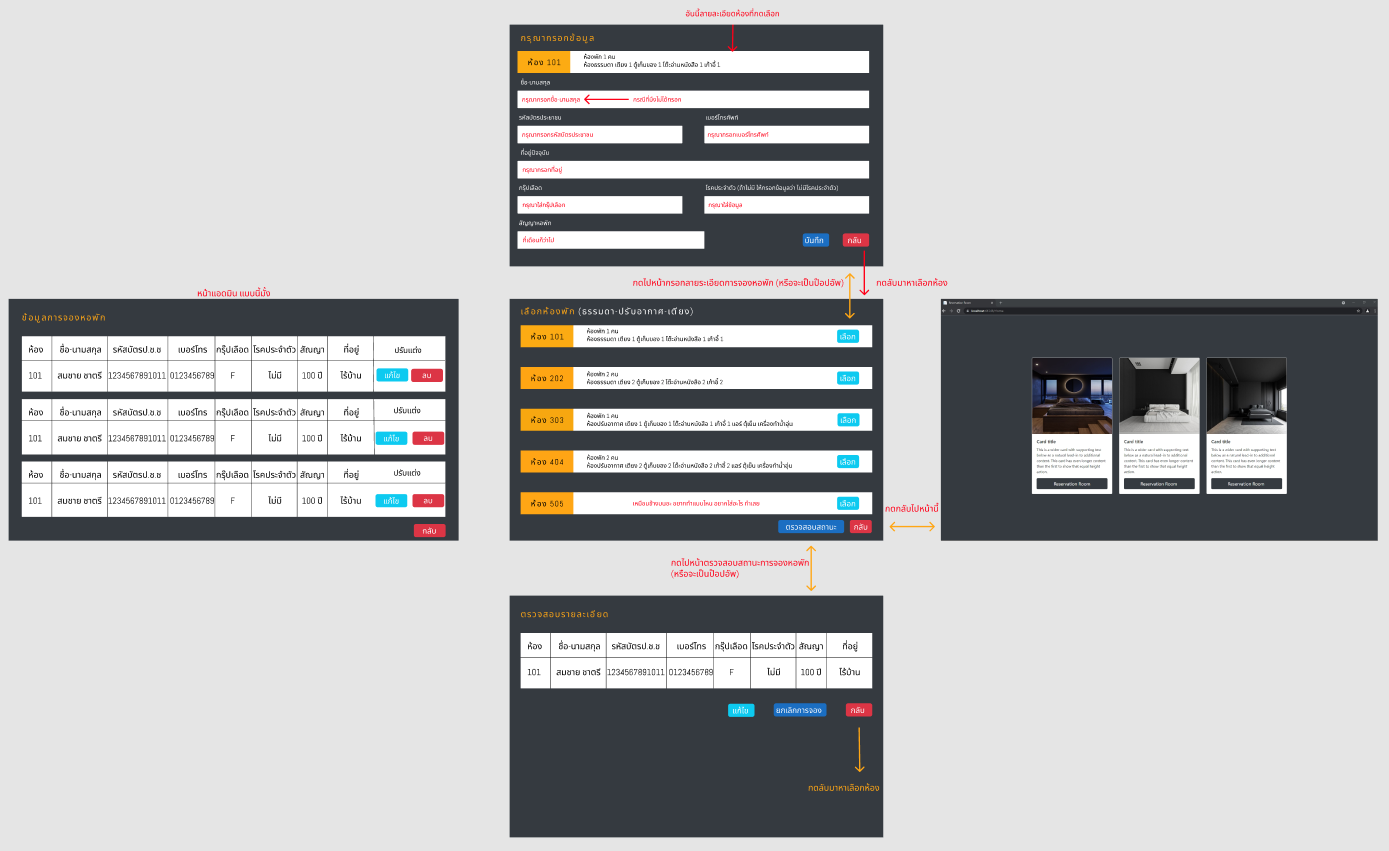 อันนี้ลายละเอียดห้องที่กดเลือก
กรุณากรอกข้อมูล
ห้อง 101
ห้องพัก 1 คน
ห้องธรรมดา เตียง 1 ตู้เก็บของ 1 โต๊ะอ่านหนังสือ 1 เก้าอี้ 1
ชื่อ-นามสกุล
กรุณากรอกชื่อ-นามสกุล
กรณีที่ยังไม่ได้กรอก
รหัสบัตรประชาชน
เบอร์โทรศัพท์
กรุณากรอกรหัสบัตรประชาชน
กรุณากรอกเบอร์โทรศัพท์
ที่อยู่ปัจจุบัน
กรุณากรอกที่อยู่
กรุ๊ปเลือด
โรคประจำตัว (ถ้าไม่มี ให้กรอกข้อมูลว่า ไม่มีโรคประจำตัว)
กรุณาใส่กรุ๊ปเลือด
กรุณาใส่ข้อมูล
สัญญาหอพัก
กี่เดือนก็ว่าไป
บันทึก
กลับ
กดไปหน้ากรอกลายระเอียดการจองหอพัก (หรือจะเป็นป๊อปอัพ)
กดลับมาหาเลือกห้อง
หน้าแอดมิน แบบนี้มั้ง
ข้อมูลการจองหอพัก
ห้อง ชื่อ-นามสกุล รหัสบัตรป.ช.ช เบอร์โทร กรุ๊ปเลือด โรคประจำตัว สัญญา ที่อยู่ ปรับแต่ง
101 สมชาย ชาตรี 1234567891011 0123456789 F ไม่มี 100 ปี ไร้บ้าน แก้ไข ลบ
ห้อง ชื่อ-นามสกุล รหัสบัตรป.ช.ช เบอร์โทร กรุ๊ปเลือด โรคประจำตัว สัญญา ที่อยู่ ปรับแต่ง
101 สมชาย ชาตรี 1234567891011 0123456789 F ไม่มี 100 ปี ไร้บ้าน แก้ไข ลบ
ห้อง ชื่อ-นามสกุล รหัสบัตรป.ช.ช เบอร์โทร กรุ๊ปเลือด โรคประจำตัว สัญญา ที่อยู่ ปรับแต่ง
101 สมชาย ชาตรี 1234567891011 0123456789 F ไม่มี 100 ปี ไร้บ้าน แก้ไข ลบ
กลับ
เลือกห้องพัก (ธรรมดา-ปรับอากาศ-เตียง)
ห้อง 101
ห้องพัก 1 คน
ห้องธรรมดา เตียง 1 ตู้เก็บของ 1 โต๊ะอ่านหนังสือ 1 เก้าอี้ 1
เลือก
ห้อง 202
ห้องพัก 2 คน
ห้องธรรมดา เตียง 2 ตู้เก็บของ 2 โต๊ะอ่านหนังสือ 2 เก้าอี้ 2
เลือก
ห้อง 303
ห้องพัก 1 คน
ห้องปรับอากาศ เตียง 1 ตู้เก็บของ 1 โต๊ะอ่านหนังสือ 1 เก้าอี้ 1 แอร์ ตู้เย็น เครื่องทำน้ำอุ่น
เลือก
ห้อง 404
ห้องพัก 2 คน
ห้องปรับอากาศ เตียง 2 ตู้เก็บของ 2 โต๊ะอ่านหนังสือ 2 เก้าอี้ 2 แอร์ ตู้เย็น เครื่องทำน้ำอุ่น
เลือก
ห้อง 505
เหมือนข้างบนอะ อยากทำแบบไหน อยากใส่อะไร ทำเลย
เลือก
ตรวจสอบสถานะ
กลับ
กดกลับไปหน้านี้
Card title
This is a wider card with supporting text
below as a natural lead-in to additional
content. This card has even longer content
than the first to show that equal height
action.
Reservation Room
Card title
This is a wider card with supporting text
below as a natural lead-in to additional
content. This card has even longer content
than the first to show that equal height
action.
Reservation Room
Card title
This is a wider card with supporting text
below as a natural lead-in to additional
content. This card has even longer content
than the first to show that equal height
action.
Reservation Room
กดไปหน้าตรวจสอบสถานะการจองหอพัก
(หรือจะเป็นป๊อปอัพ)
ตรวจสอบรายละเอียด
ห้อง ชื่อ-นามสกุล รหัสบัตรป.ช.ช เบอร์โทร กรุ๊ปเลือด โรคประจำตัว สัญญา ที่อยู่
101 สมชาย ชาตรี 1234567891011 0123456789 F ไม่มี 100 ปี ไร้บ้าน
แก้ไข
ยกเลิกการจอง
กลับ
กดลับมาหาเลือกห้อง